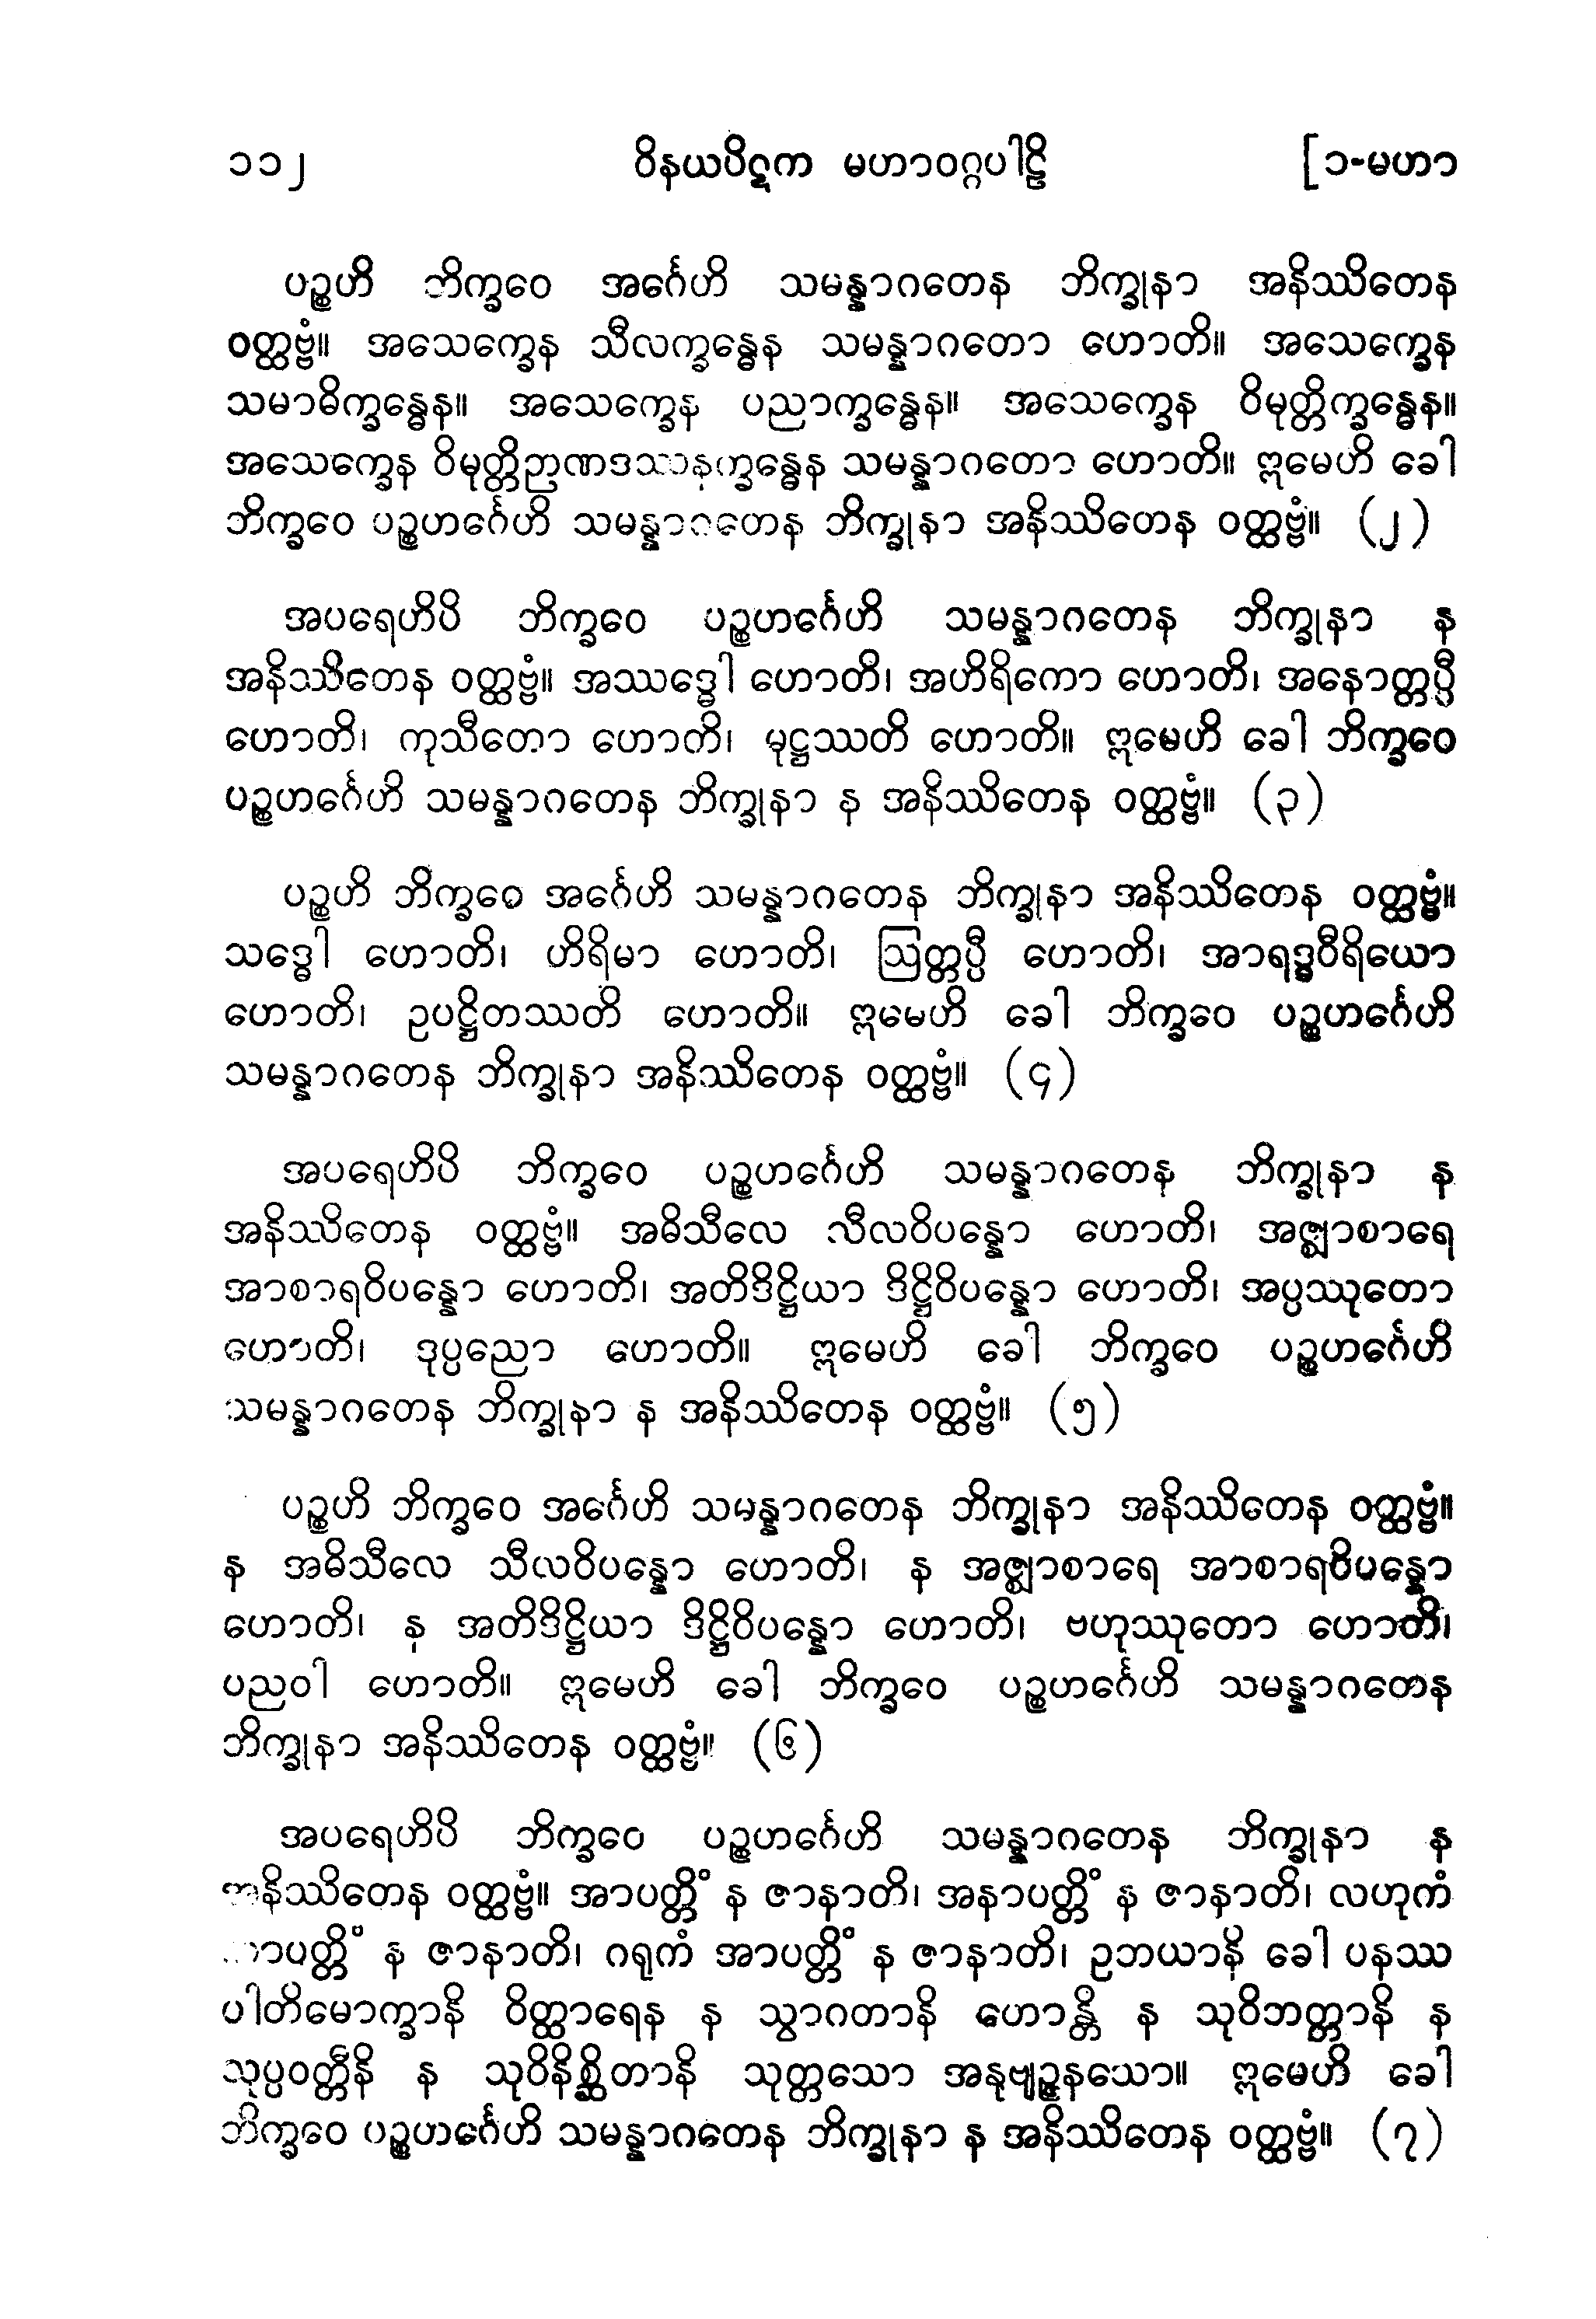 ၁၁၂ ဝိနယပိဋက မဟာဝဂ္ဂပါဠိ [၁-မဟာ
ပဉ္စဟိ ဘိက္ခဝေ အင်္ဂေဟိ သမန္နာဂတေန ဘိက္ခုနာ အနိဿိတေန
ဝတ္ထဗ္ဗံ။ အသေက္ခေန သီလက္ခန္ဓေန သမန္နာဂတော ဟောတိ။ အသေက္ခေန
သမာဓိက္ခန္ဓေန။ အသေက္ခေန ပညာက္ခန္ဓေန။ အသေက္ခေန ဝိမုတ္တိက္ခန္ဓေန။
အသေက္ခေန ဝိမုတ္တိဉာဏဒဿနက္ခန္ဓေန သမန္နာဂတော ဟောတိ။ ဣမေဟိ ခေါ
ဘိက္ခဝေ ပဉ္စဟင်္ဂေဟိ သမန္နာဂတေန ဘိက္ခုနာ အနိဿိတေန ဝတ္ထဗ္ဗံ။ (၂)
အပရေဟိပိ ဘိက္ခဝေ ပဉ္စဟင်္ဂေဟိ သမန္နာဂတေန ဘိက္ခုနာ န
အနိဿိတေန ဝတ္ထဗ္ဗံ။ အဿဒ္ဓေါ ဟောတိ၊ အဟိရိကော ဟောတိ၊ အနောတ္တပ္ပီ
ဟောတိ၊ ကုသီတော ဟောတိ၊ မုဋ္ဌဿတိ ဟောတိ။ ဣမေဟိ ခေါ ဘိက္ခဝေ
ပဉ္စဟင်္ဂေဟိ သမန္နာဂတေန ဘိက္ခုနာ န အနိဿိတေန ဝတ္ထဗ္ဗံ။ (၃)
ပဉ္စဟိ ဘိက္ခဝေ အင်္ဂေဟိ သမန္နာဂတေန ဘိက္ခုနာ အနိဿိတေန ဝတ္ထဗ္ဗံ။
သဒ္ဓေါ ဟောတိ၊ ဟိရိမာ ဟောတိ၊ ဩတ္တပ္ပီ ဟောတိ၊ အာရဒ္ဓဝီရိယော
ဟောတိ၊ ဥပဋ္ဌိတဿတိ ဟောတိ။ ဣမေဟိ ခေါ ဘိက္ခဝေ ပဉ္စဟင်္ဂေဟိ
သမန္နာဂတေန ဘိက္ခုနာ အနိဿိတေန ဝတ္ထဗ္ဗံ။ (၄)
အပရေဟိပိ ဘိက္ခဝေ ပဉ္စဟင်္ဂေဟိ သမန္နာဂတေန ဘိက္ခုနာ န
အနိဿိတေန ဝတ္ထဗ္ဗံ။ အဓိသီလေ သီလဝိပန္နော ဟောတိ၊ အဇ္ဈာစာရေ
အာစာရဝိပန္နော ဟောတိ၊ အတိဒိဋ္ဌိယာ ဒိဋ္ဌိဝိပန္နော ဟောတိ၊ အပ္ပဿုတော
ဟောတိ၊ ဒုပ္ပညော ဟောတိ။ ဣမေဟိ ခေါ ဘိက္ခဝေ ပဉ္စဟင်္ဂေဟိ
သမန္နာဂတေန ဘိက္ခုနာ န အနိဿိတေန ဝတ္ထဗ္ဗံ။ (၅)
ပဉ္စဟိ ဘိက္ခဝေ အင်္ဂေဟိ သမန္နာဂတေန ဘိက္ခုနာ အနိဿိတေန ဝတ္ထဗ္ဗံ။
န အဓိသီလေ သီလဝိပန္နော ဟောတိ၊ န အဇ္ဈာစာရေ အာစာရဝိပန္နော
ဟောတိ၊ န အတိဒိဋ္ဌိယာ ဒိဋ္ဌိဝိပန္နော ဟောတိ၊ ဗဟုဿုတော ဟောတိ၊
ပညဝါ ဟောတိ။ ဣမေဟိ ခေါ ဘိက္ခဝေ ပဉ္စဟင်္ဂေဟိ သမန္နာဂတေန
ဘိက္ခုနာ အနိဿိတေန ဝတ္ထဗ္ဗံ။ (၆)
အပရေဟိပိ ဘိက္ခဝေ ပဉ္စဟင်္ဂေဟိ သမန္နာဂတေန ဘိက္ခုနာ န
အနိဿိတေန ဝတ္ထဗ္ဗံ။ အာပတ္တိံ န ဇာနာတိ၊ အနာပတ္တိံ န ဇာနာတိ၊ လဟုကံ
အာပတ္တိံ န ဇာနာတိ၊ ဂရုကံ အာပတ္တိံ န ဇာနာတိ၊ ဥဘယာနိ ခေါ ပနဿ
ပါတိမောက္ခာနိ ဝိတ္ထာရေန န သွာဂတာနိ ဟောန္တိ န သုဝိဘတ္တာနိ န
သုပ္ပဝတ္တီနိ န သုဝိနိစ္ဆိတာနိ သုတ္တသော အနုဗျဉ္ဇနသော။ ဣမေဟိ ခေါ
ဘိက္ခဝေ ပဉ္စဟင်္ဂေဟိ သမန္နာဂတေန ဘိက္ခုနာ န အနိဿိတေန ဝတ္ထဗ္ဗံ။ (၇)